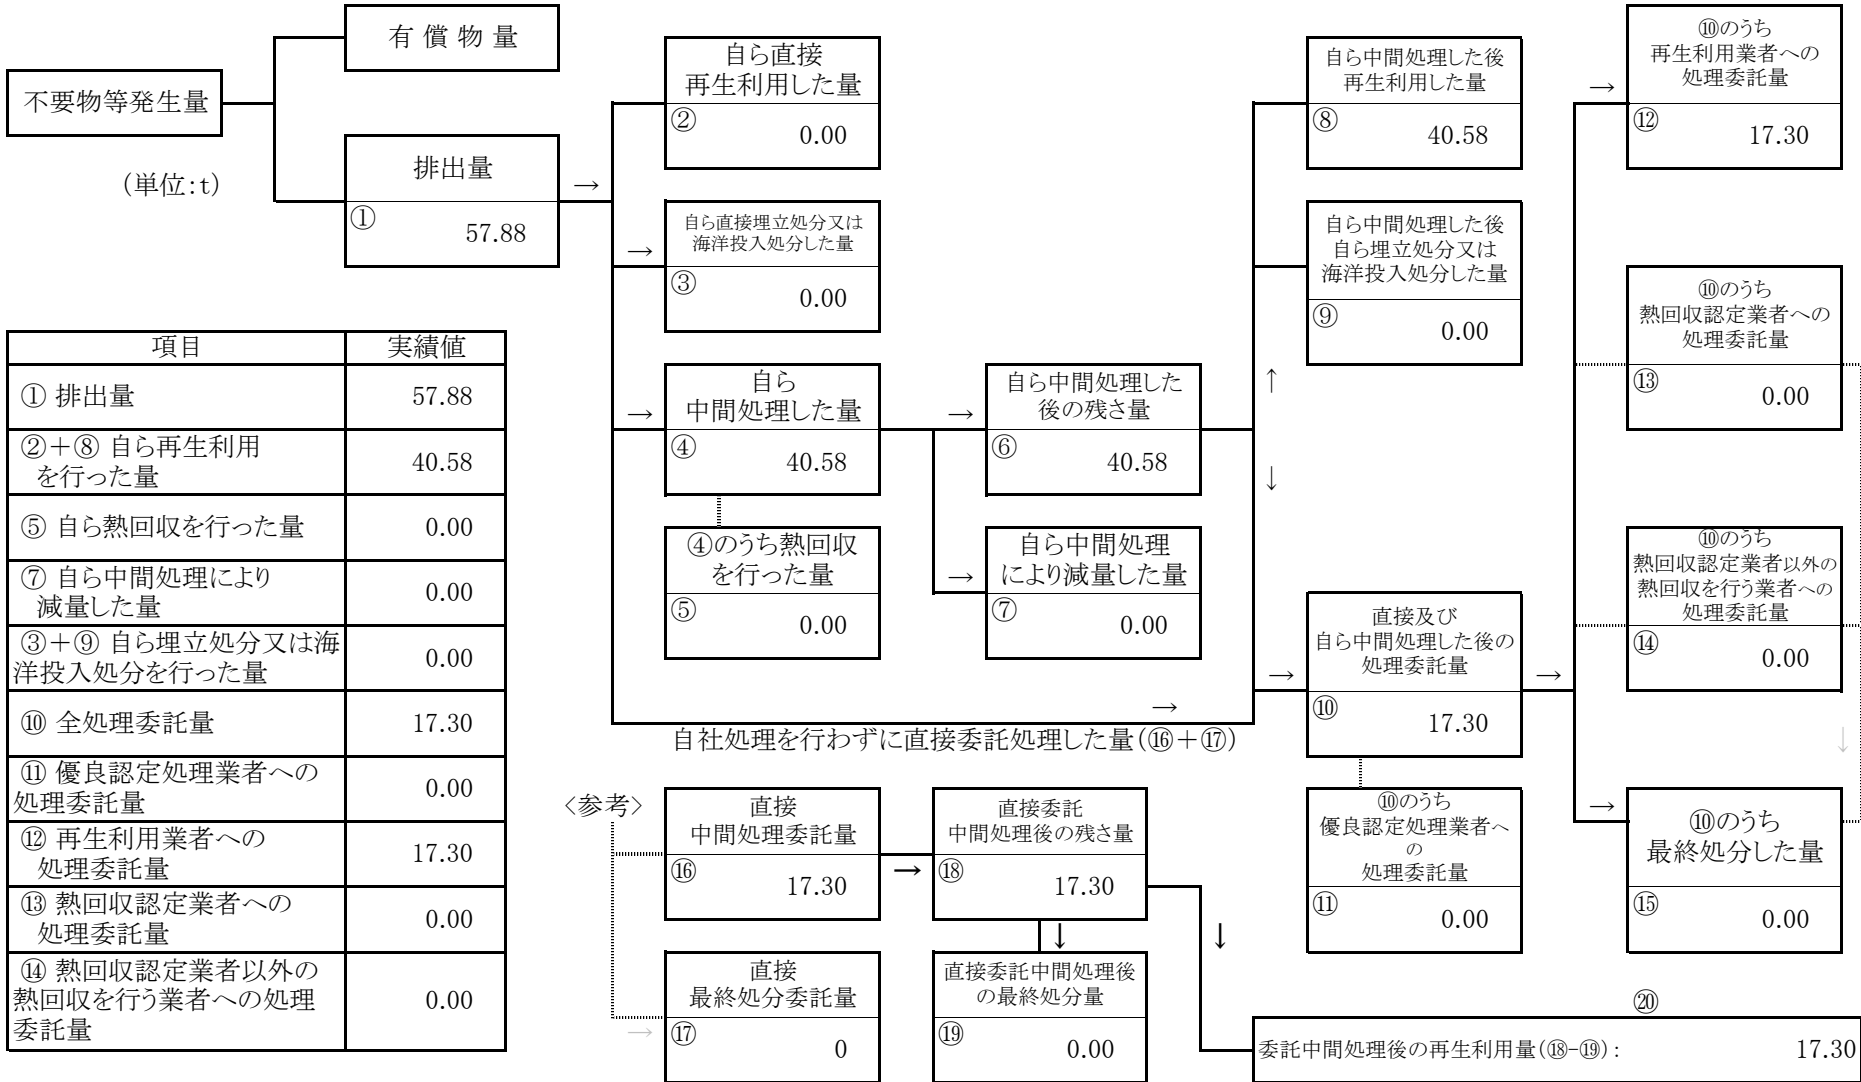 不要物等発生量
(単位:t)
有 償 物 量
排出量
→
①
57.88
自ら直接
再生利用した量
②
0.00
自ら直接埋立処分又は
海洋投入処分した量
→
③
0.00
自ら
中間処理した量
→
④
40.58
④のうち熱回収
を行った量
⑤
0.00
自ら中間処理した
後の残さ量
→
⑥
40.58
自ら中間処理
により減量した量
→
⑦
0.00
自ら中間処理した後
再生利用した量
⑧
40.58
自ら中間処理した後
自ら埋立処分又は
海洋投入処分した量
⑨
0.00
↑
↓
直接及び
自ら中間処理した後の
処理委託量
→
⑩
17.30
→
⑩のうち
優良認定処理業者へ
の
処理委託量
⑪
0.00
⑩のうち
再生利用業者への
処理委託量
→
⑫
17.30
⑩のうち
熱回収認定業者への
処理委託量
⑬
0.00
⑩のうち
熱回収認定業者以外の
熱回収を行う業者への
処理委託量
⑭
0.00
↓
→
⑩のうち
最終処分した量
⑮
0.00
→
自社処理を行わずに直接委託処理した量(⑯+⑰)
項目 実績値
① 排出量 57.88
②+⑧ 自ら再生利用
を行った量 40.58
⑤ 自ら熱回収を行った量 0.00
⑦ 自ら中間処理により
減量した量 0.00
③+⑨ 自ら埋立処分又は海
洋投入処分を行った量 0.00
⑩ 全処理委託量 17.30
⑪ 優良認定処理業者への
処理委託量 0.00
⑫ 再生利用業者への
処理委託量 17.30
⑬ 熱回収認定業者への
処理委託量 0.00
⑭ 熱回収認定業者以外の
熱回収を行う業者への処理
委託量 0.00
<参考>
直接
中間処理委託量
⑯
17.30
→
直接委託
中間処理後の残さ量
⑱
17.30
↓
↓
直接
最終処分委託量
→
⑰
0
直接委託中間処理後
の最終処分量
⑲
0.00
⑳
委託中間処理後の再生利用量(⑱-⑲): 17.30